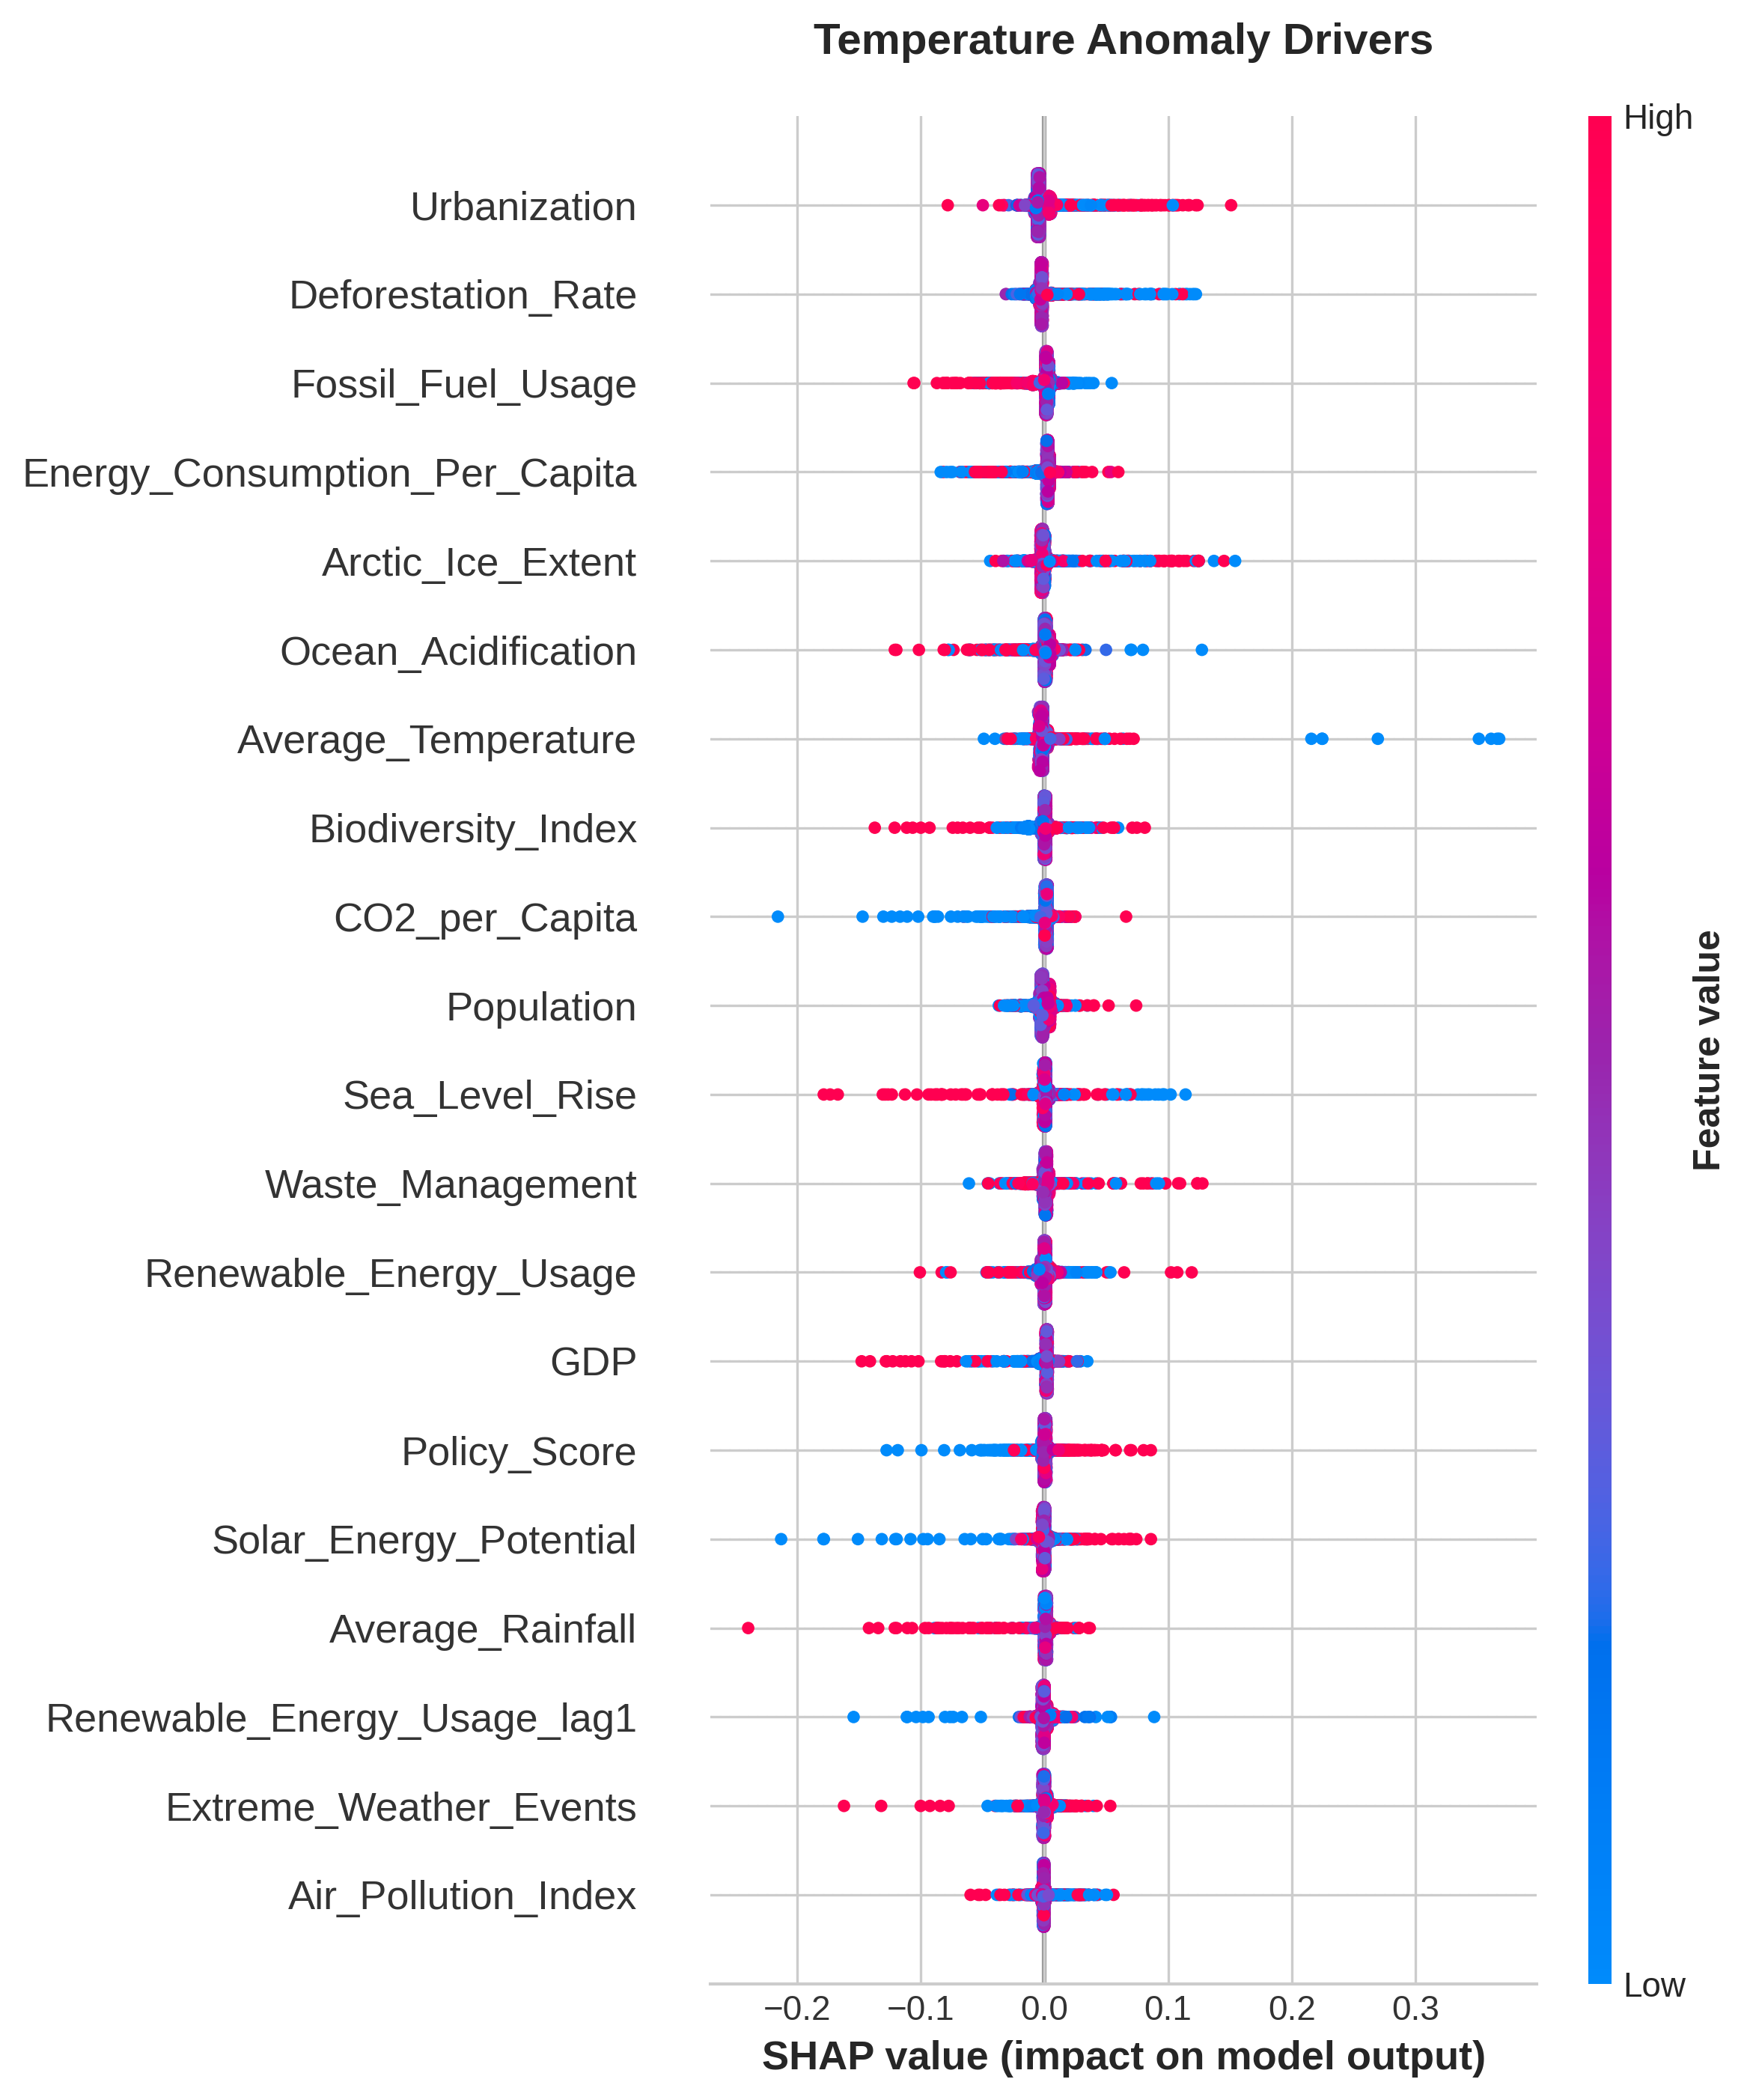 Temperature Anomaly Drivers
High
Urbanization
Deforestation_Rate
Fossil_Fuel_Usage
Energy_Consumption_Per_Capita
Arctic_Ice_Extent
Ocean_Acidification
Average_Temperature
Biodiversity_Index
CO2_per_Capita
Population
Sea_Level_Rise
Waste_Management
Renewable_Energy_Usage
GDP
Policy_Score
Solar_Energy_Potential
Average_Rainfall
Renewable_Energy_Usage_lag1
Extreme_Weather_Events
Air_Pollution_Index
Feature value
Low
−0.2 −0.1 0.0 0.1 0.2 0.3
SHAP value (impact on model output)